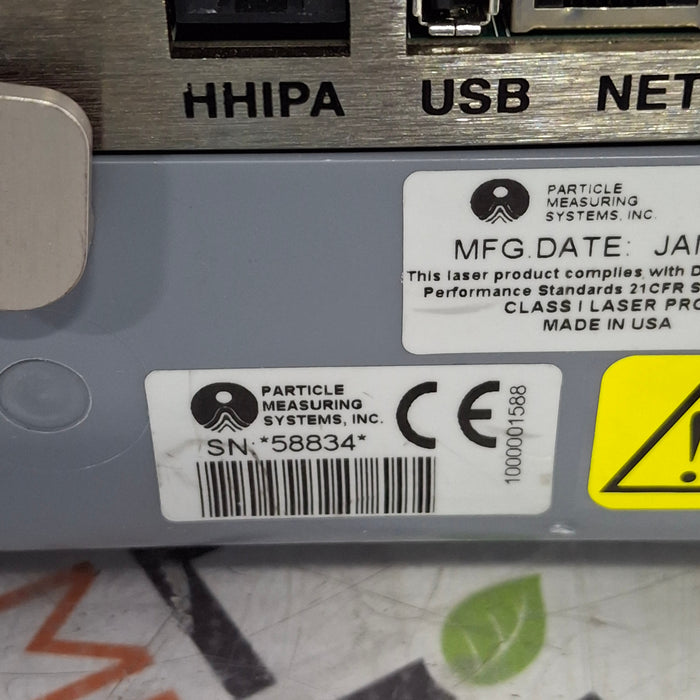 HHIPA USB NET
PARTICLE
MEASURING
SYSTEMS, INC.
MFG.DATE: JAN
This laser product complies with D
Performance Standards 21CFR S
CLASS I LASER PRO
MADE IN USA
PARTICLE
MEASURING
SYSTEMS, INC.
SN:*58834*
CE
1000001588